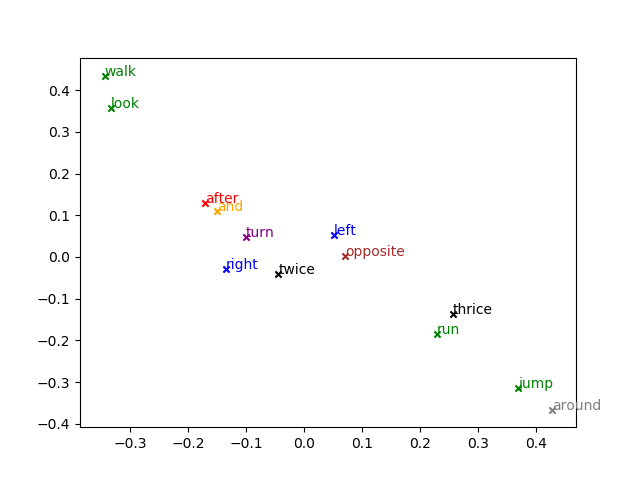 walk
0.4
look
0.3
0.2
after
and
0.1
turn
left
opposite
0.0
right
twice
−0.1
thrice
run
−0.2
−0.3
jump
around
−0.4
−0.3 −0.2 −0.1 0.0 0.1 0.2 0.3 0.4